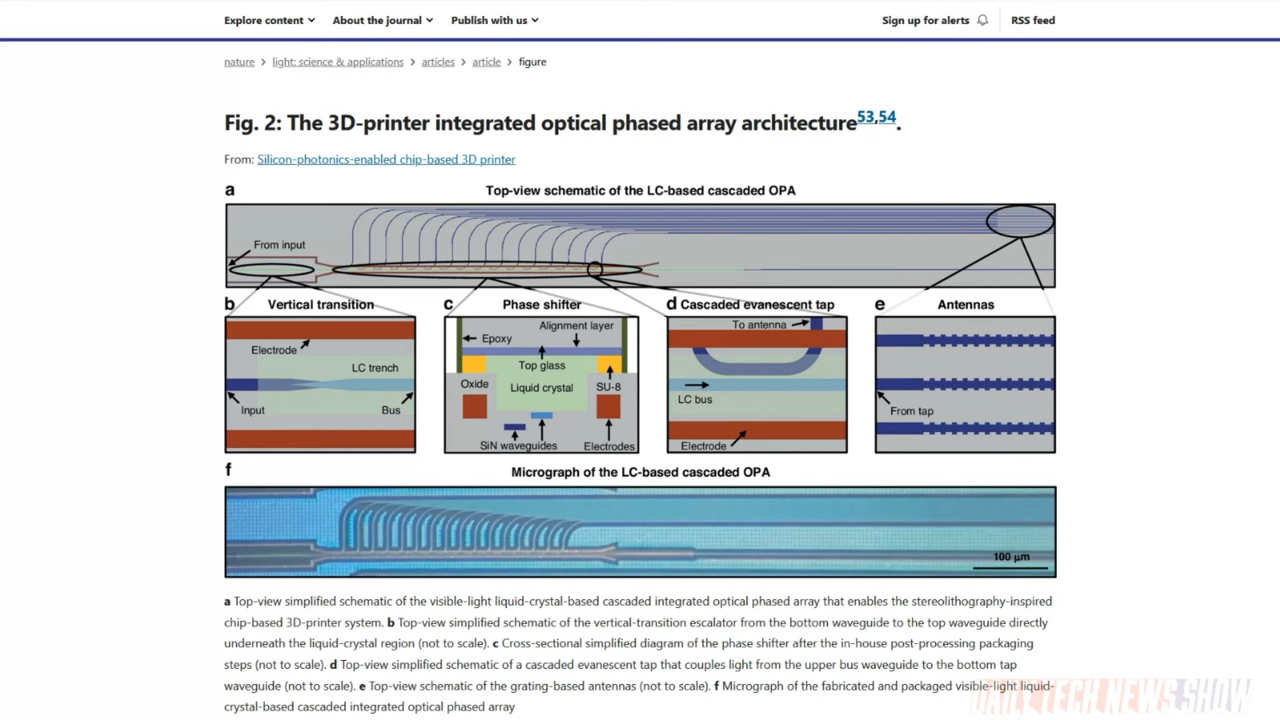 Explore content About the journal Publish with us Sign up for alerts RSS feed
nature > light: science & applications > articles > article > figure
Fig. 2: The 3D-printer integrated optical phased array architecture53,54.
From: Silicon-photonics-enabled chip-based 3D printer
a Top-view schematic of the LC-based cascaded OPA
From input
b Vertical transition
c Phase shifter
d Cascaded evanescent tap
e Antennas
Electrode
LC trench
Input
Bus
Alignment layer
Epoxy
Top glass
Oxide
Liquid crystal
SU-8
SiN waveguides
Electrodes
To antenna
LC bus
Electrode
From tap
f Micrograph of the LC-based cascaded OPA
100 μm
a Top-view simplified schematic of the visible-light liquid-crystal-based cascaded integrated optical phased array that enables the stereolithography-inspired
chip-based 3D-printer system. b Top-view simplified schematic of the vertical-transition escalator from the bottom waveguide to the top waveguide directly
underneath the liquid-crystal region (not to scale). c Cross-sectional simplified diagram of the phase shifter after the in-house post-processing packaging
steps (not to scale). d Top-view simplified schematic of a cascaded evanescent tap that couples light from the upper bus waveguide to the bottom tap
waveguide (not to scale). e Top-view schematic of the grating-based antennas (not to scale). f Micrograph of the fabricated and packaged visible-light liquid-
crystal-based cascaded integrated optical phased array
DAILY TECH NEWS SHOW